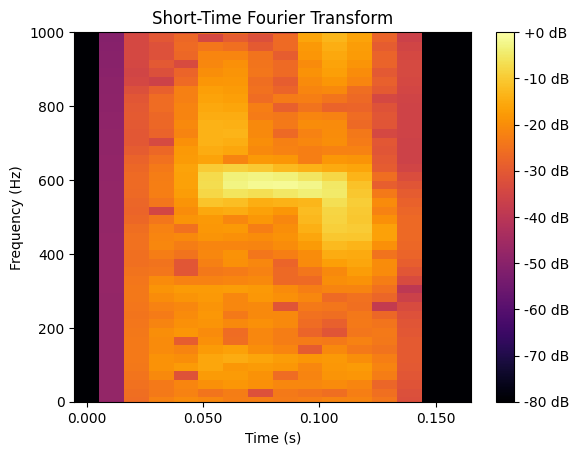 Short-Time Fourier Transform
Frequency (Hz)
1000
800
600
400
200
0
0.000
0.050
0.100
0.150
Time (s)
+0 dB
-10 dB
-20 dB
-30 dB
-40 dB
-50 dB
-60 dB
-70 dB
-80 dB